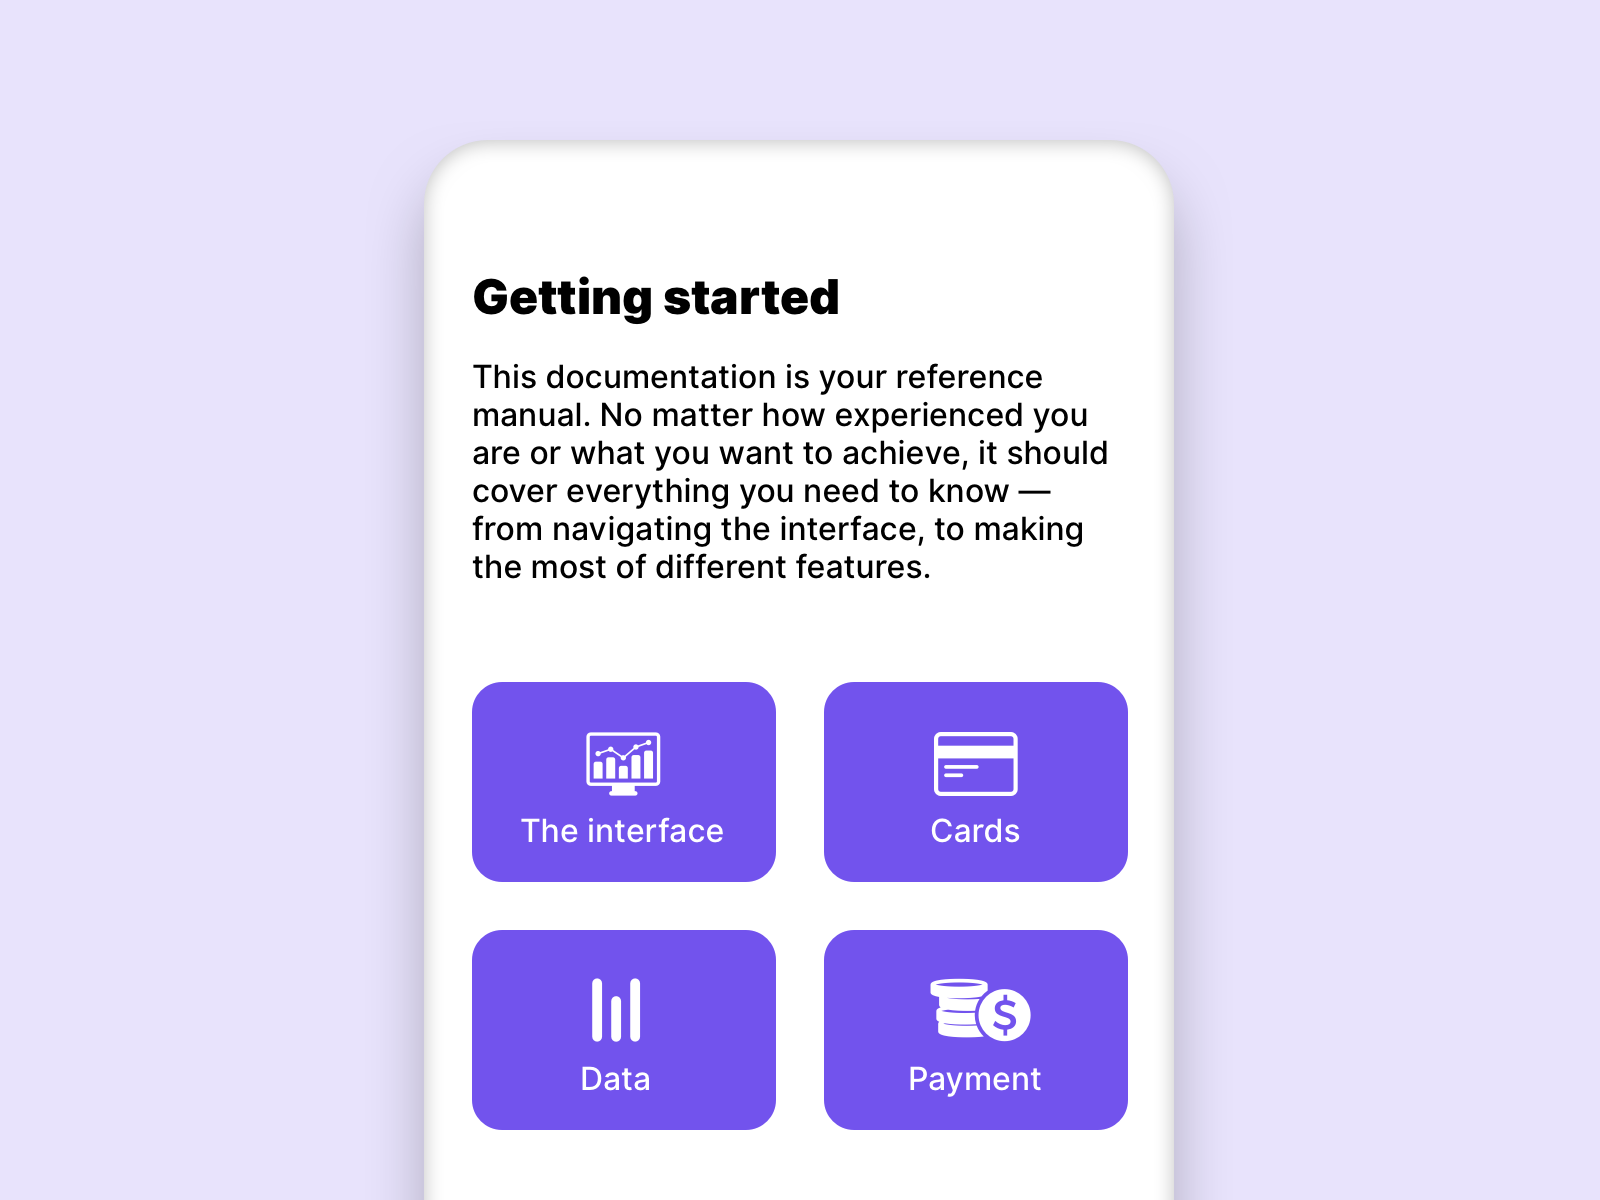 Getting started
This documentation is your reference
manual. No matter how experienced you
are or what you want to achieve, it should
cover everything you need to know —
from navigating the interface, to making
the most of different features.
The interface
Cards
Data
$
Payment